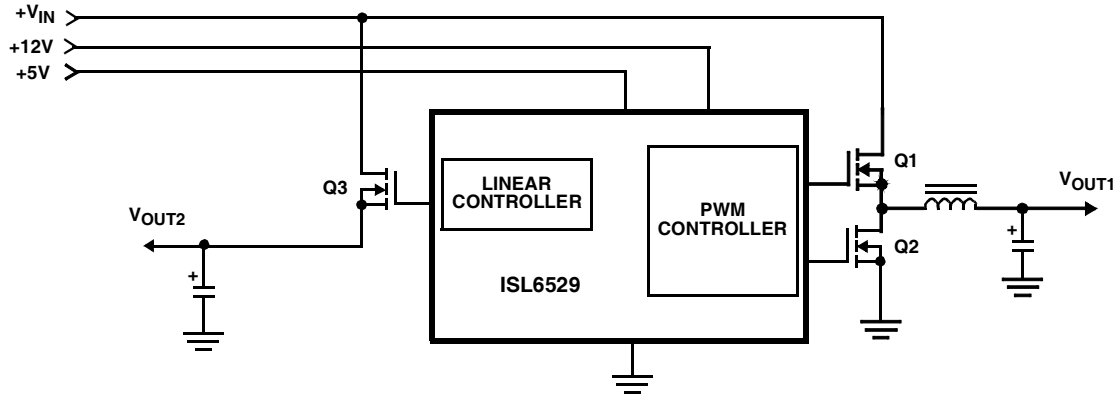 +VIN
+12V
+5V
Q3
LINEAR
CONTROLLER
PWM
CONTROLLER
Q1
VOUT1
VOUT2
+
Q2
+
ISL6529